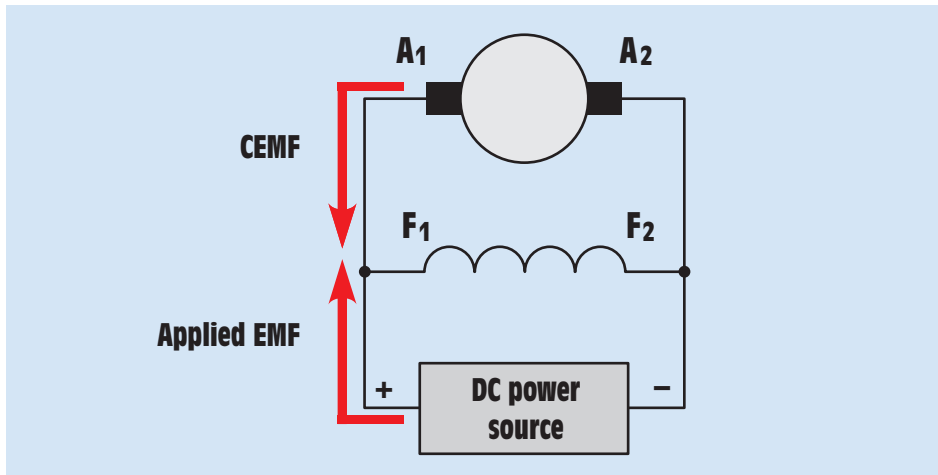 A1 A2
CEMF
F1 F2
Applied EMF
+ −
DC power
source